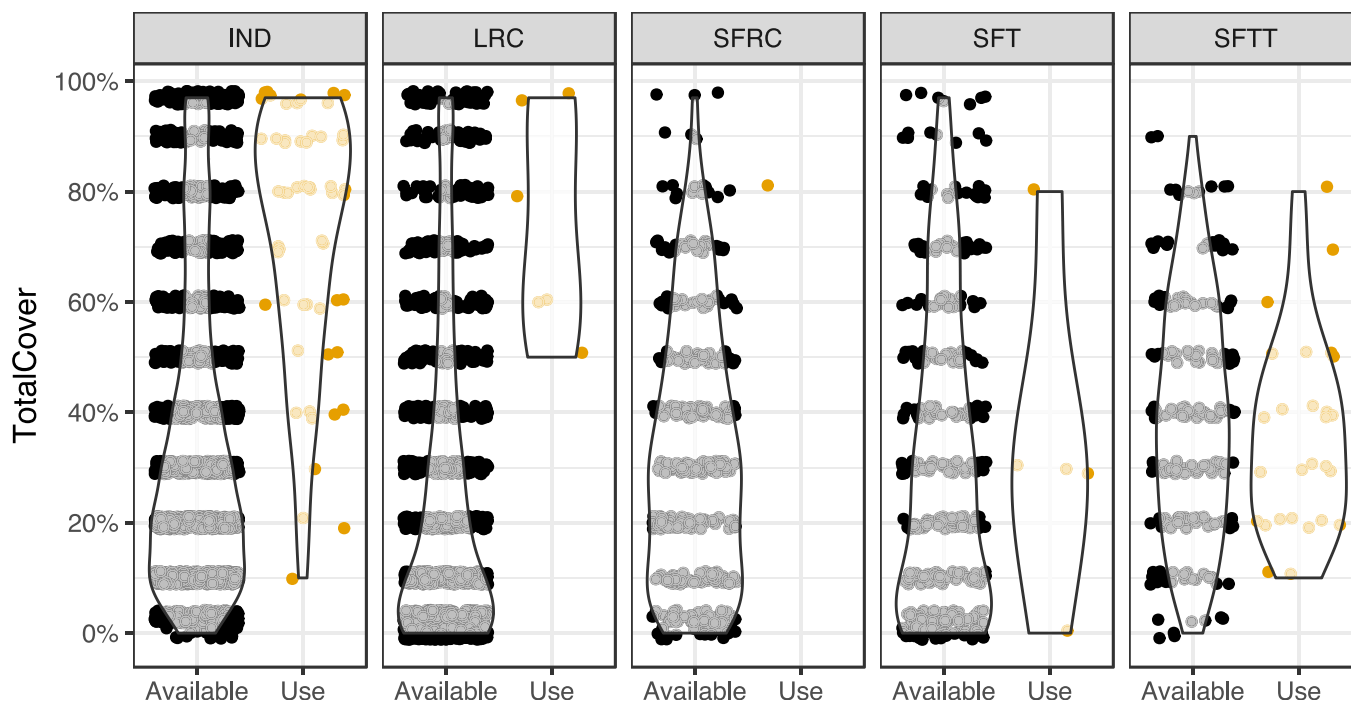 IND LRC SFRC SFT SFTT
TotalCover
100%
80%
60%
40%
20%
0%
Available Use Available Use Available Use Available Use Available Use